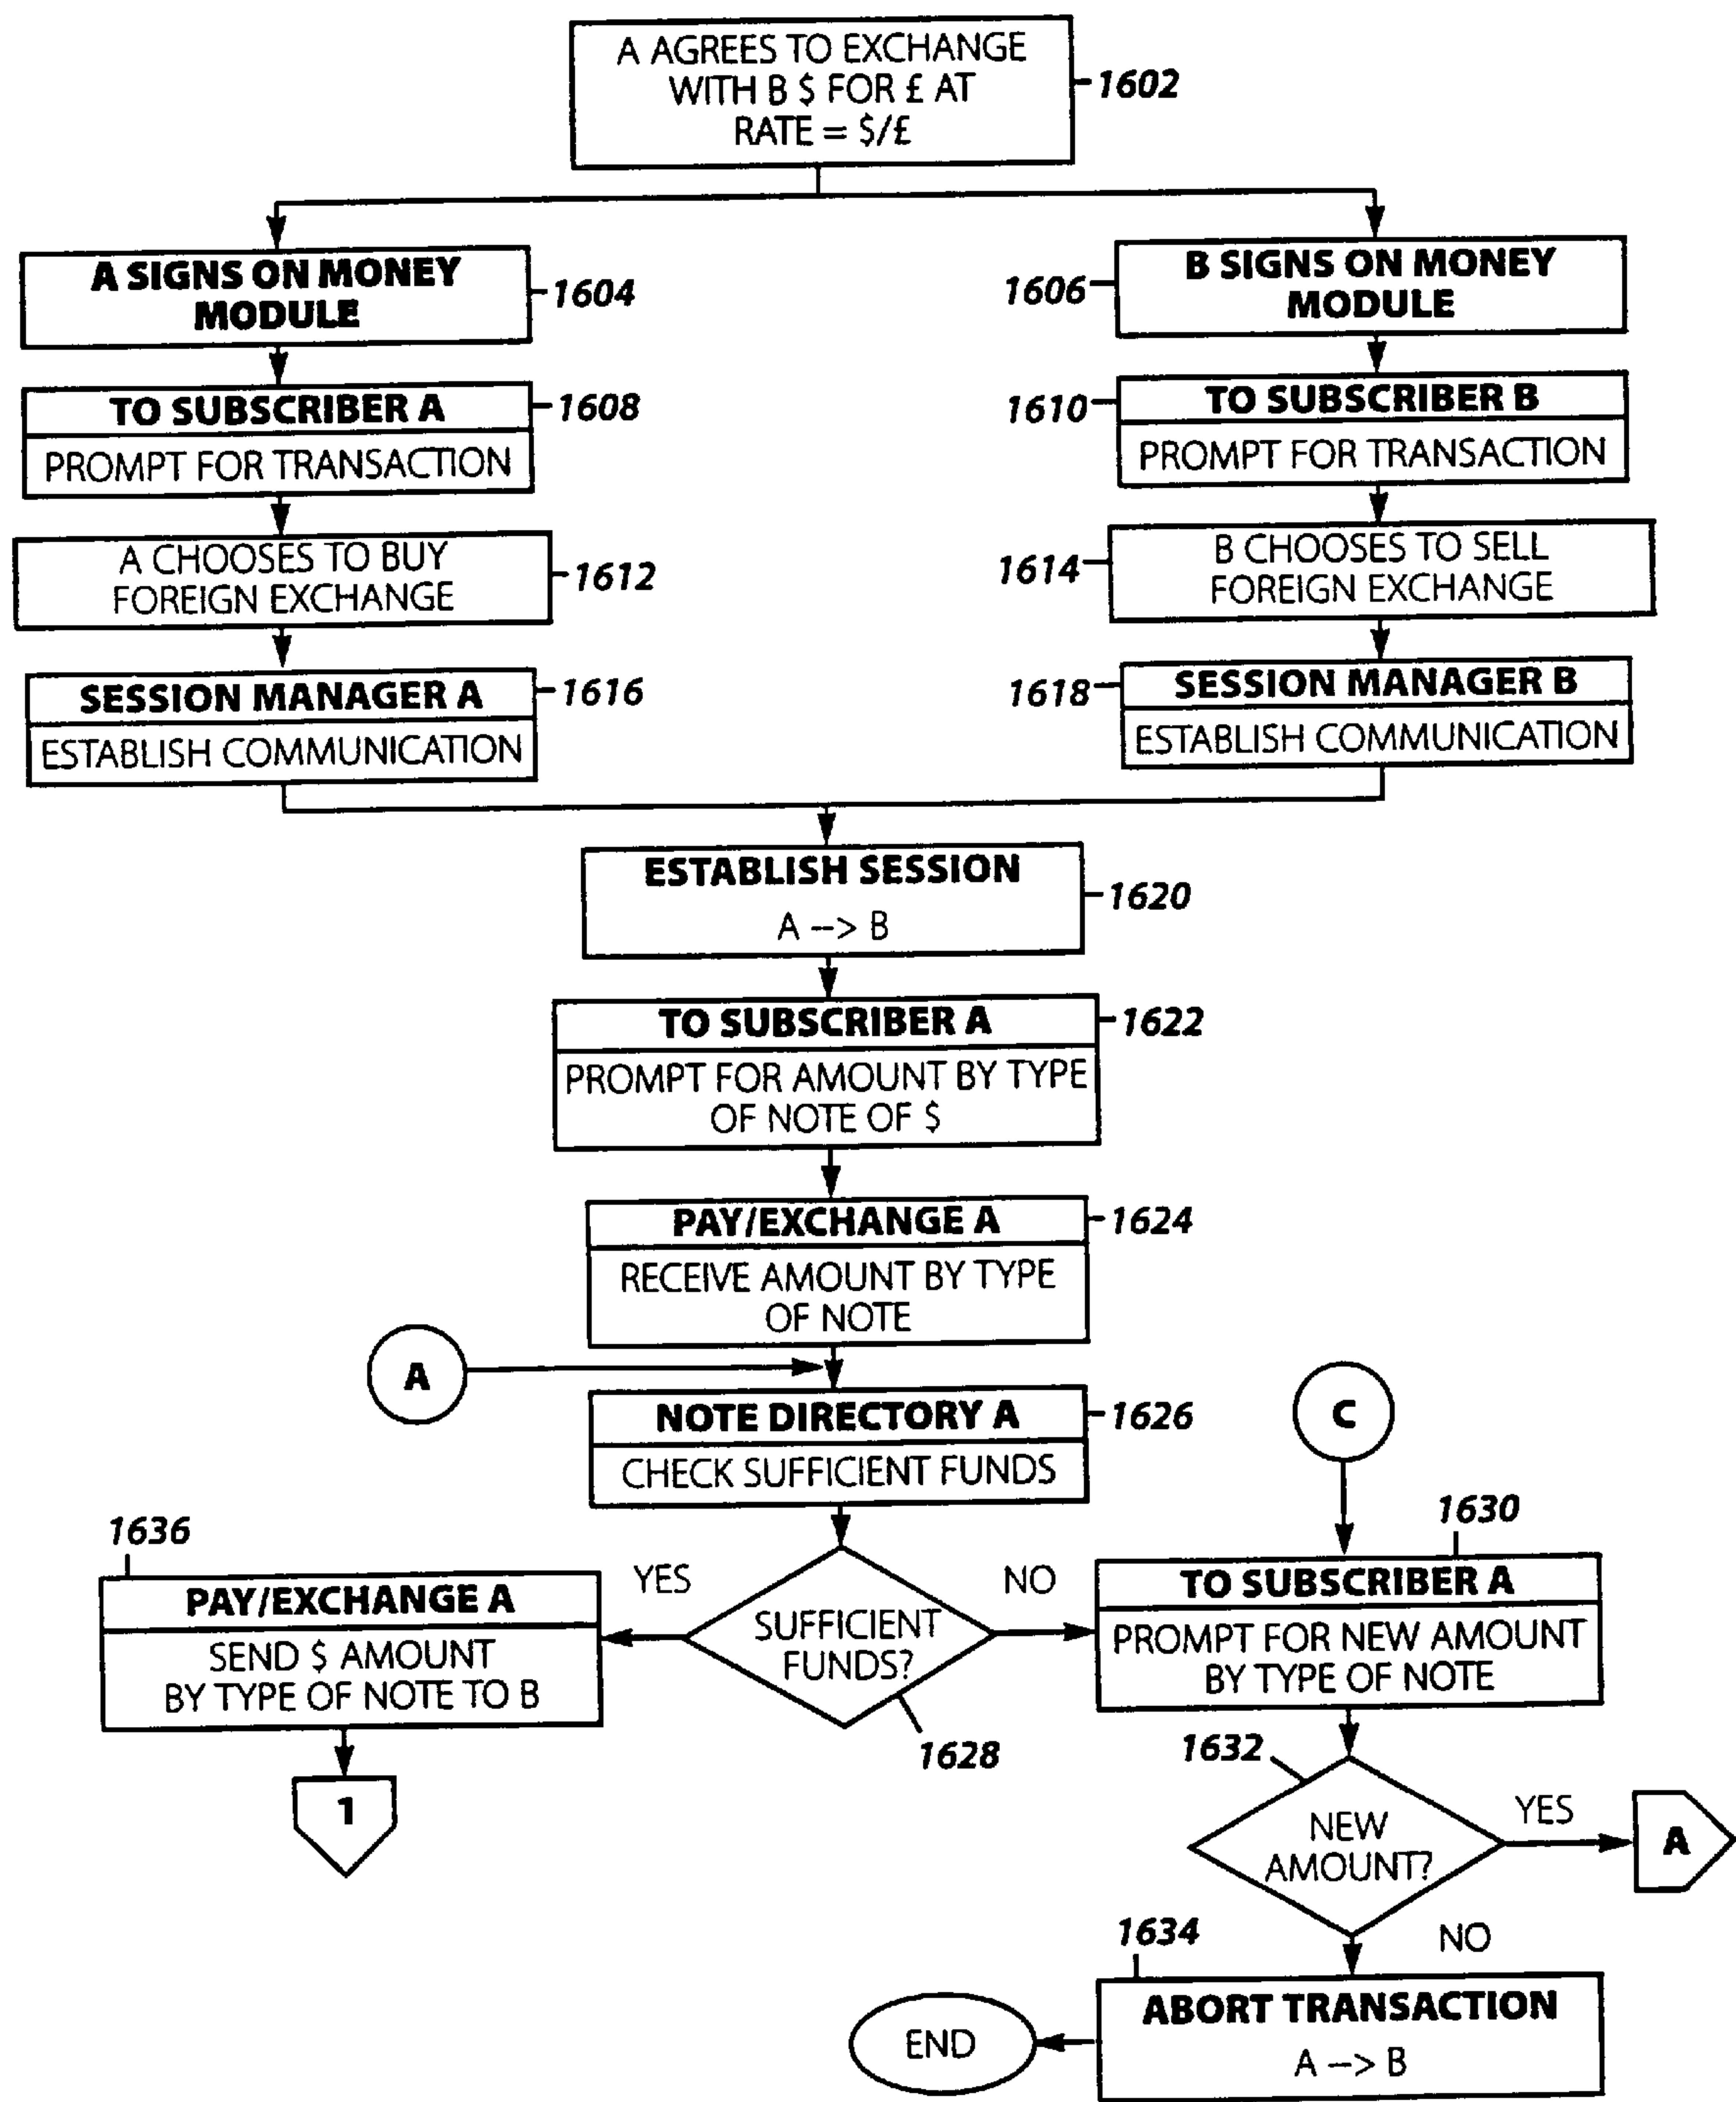 A AGREES TO EXCHANGE
WITH B $ FOR £ AT
RATE = $/£
1602
A SIGNS ON MONEY
MODULE
1604
1606
B SIGNS ON MONEY
MODULE
TO SUBSCRIBER A
1608
PROMPT FOR TRANSACTION
1610
TO SUBSCRIBER B
PROMPT FOR TRANSACTION
A CHOOSES TO BUY
FOREIGN EXCHANGE
1612
1614
B CHOOSES TO SELL
FOREIGN EXCHANGE
SESSION MANAGER A
1616
ESTABLISH COMMUNICATION
1618
SESSION MANAGER B
ESTABLISH COMMUNICATION
ESTABLISH SESSION
A --> B
1620
TO SUBSCRIBER A
1622
PROMPT FOR AMOUNT BY TYPE
OF NOTE OF $
PAY/EXCHANGE A
1624
RECEIVE AMOUNT BY TYPE
OF NOTE
A
NOTE DIRECTORY A
1626
CHECK SUFFICIENT FUNDS
C
1636
PAY/EXCHANGE A
SEND $ AMOUNT
BY TYPE OF NOTE TO B
YES
SUFFICIENT
FUNDS?
NO
1628
1630
TO SUBSCRIBER A
PROMPT FOR NEW AMOUNT
BY TYPE OF NOTE
1
1632
NEW
AMOUNT?
YES
A
NO
1634
ABORT TRANSACTION
A --> B
END